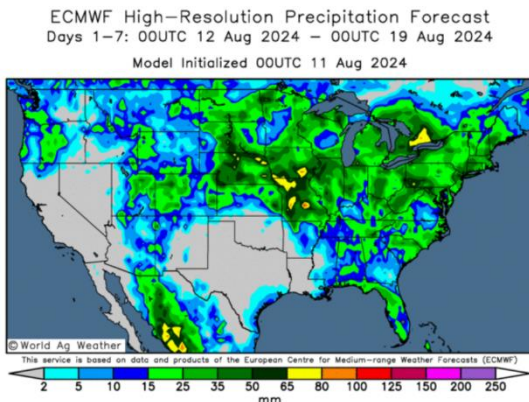 ECMWF High-Resolution Precipitation Forecast
Days 1-7: 00UTC 12 Aug 2024 - 00UTC 19 Aug 2024
Model Initialized 00UTC 11 Aug 2024
© World Ag Weather
This service is based on data and products of the European Centre for Medium-range Weather Forecasts (ECMWF)
2 5 10 15 25 35 50 65 80 100 125 150 200 250
mm